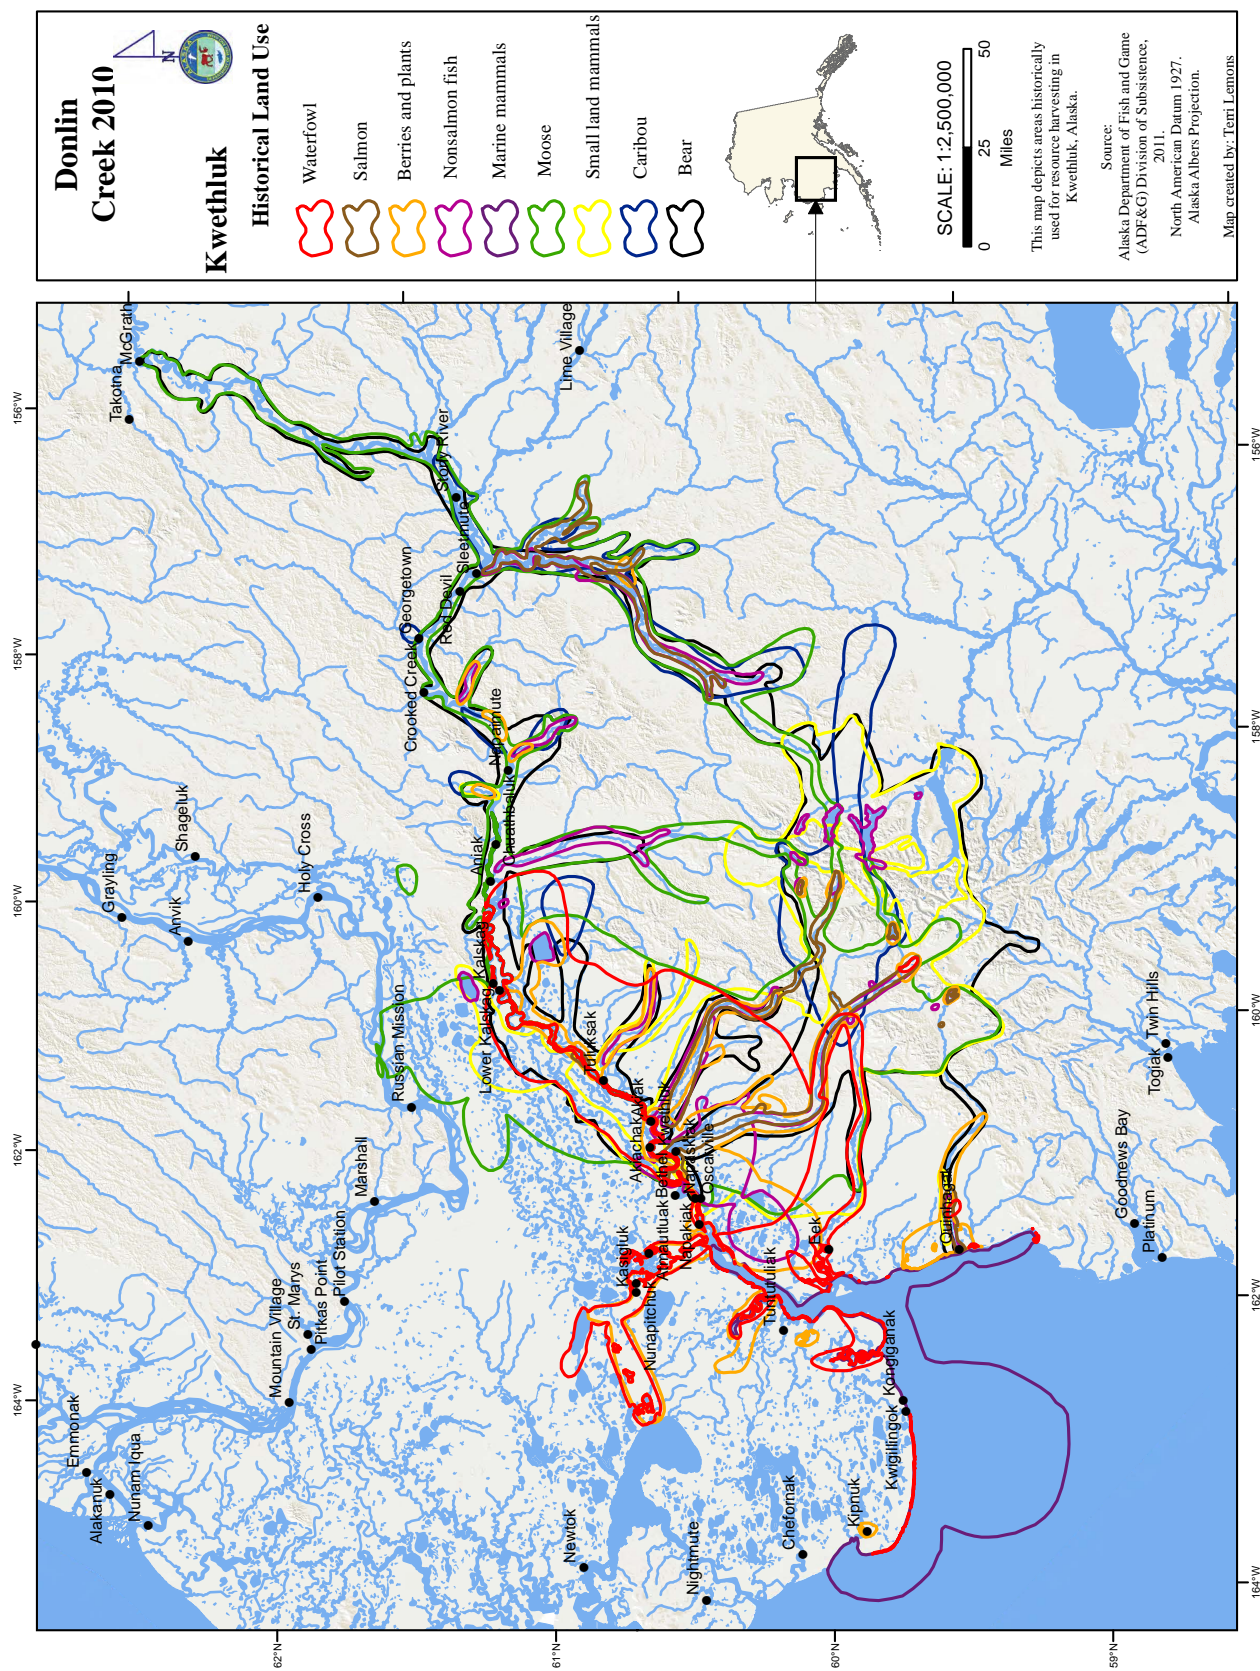 Donlin
Creek 2010
N
Kwethluk
Historical Land Use
Waterfowl
Salmon
Berries and plants
Nonsalmon fish
Marine mammals
Moose
Small land mammals
Caribou
Bear
SCALE: 1:2,500,000
0 25 50
Miles
This map depicts areas historically
used for resource harvesting in
Kwethluk, Alaska.
Source:
Alaska Department of Fish and Game
(ADF&G) Division of Subsistence,
2011.
North American Datum 1927.
Alaska Albers Projection.
Map created by: Terri Lemons
164°W
162°W
160°W
158°W
156°W
62°N
61°N
60°N
59°N
164°W
162°W
160°W
158°W
156°W
Emmonak
Alakanuk
Nunam Iqua
Mountain Village
St. Marys
Pitkas Point
Pilot Station
Marshall
Russian Mission
Grayling
Anvik
Shageluk
Holy Cross
Takotna
McGrath
Lime Village
Stony River
Sleetmute
Red Devil
Georgetown
Crooked Creek
Napaimute
Chuathbaluk
Aniak
Kalskag
Lower Kalskag
Tuluksak
Akiak
Akiachak
Kwethluk
Bethel
Napaskiak
Oscarville
Napakiak
Atmautluak
Kasigluk
Nunapitchuk
Tuntutuliak
Eek
Quinhagak
Kongiganak
Kwigillingok
Kipnuk
Chefornak
Nightmute
Newtok
Goodnews Bay
Platinum
Togiak
Twin Hills